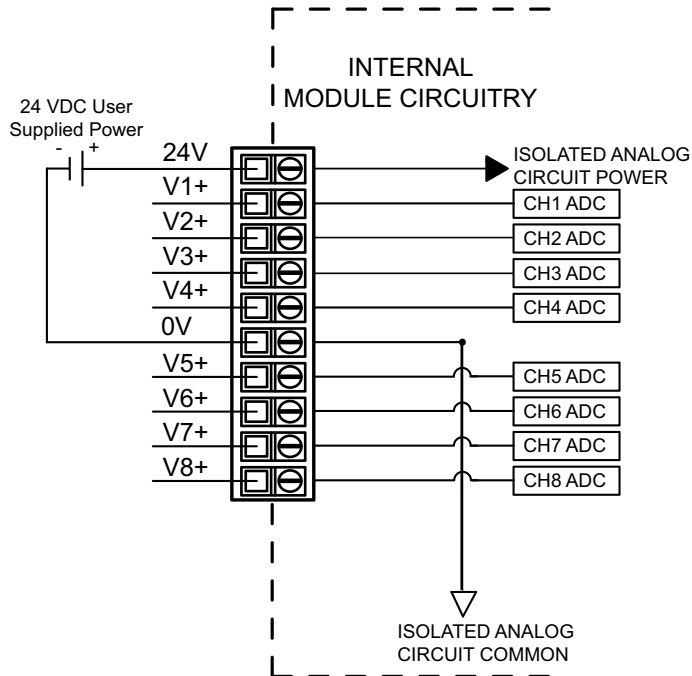 INTERNAL
MODULE CIRCUITRY
24 VDC User
Supplied Power
- +
24V
ISOLATED ANALOG
CIRCUIT POWER
V1+
CH1 ADC
V2+
CH2 ADC
V3+
CH3 ADC
V4+
CH4 ADC
0V
V5+
CH5 ADC
V6+
CH6 ADC
V7+
CH7 ADC
V8+
CH8 ADC
ISOLATED ANALOG
CIRCUIT COMMON